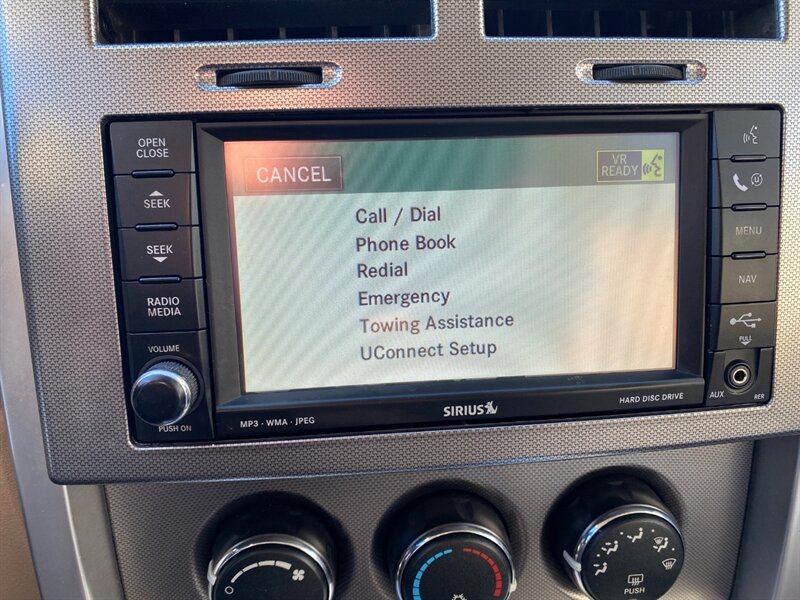 OPEN
CLOSE
SEEK
SEEK
RADIO
MEDIA
VOLUME
PUSH ON
CANCEL
VR
READY
Call / Dial
Phone Book
Redial
Emergency
Towing Assistance
UConnect Setup
MP3 · WMA · JPEG
SIRIUS
HARD DISC DRIVE
U
MENU
NAV
PULL
AUX
RER
PUSH